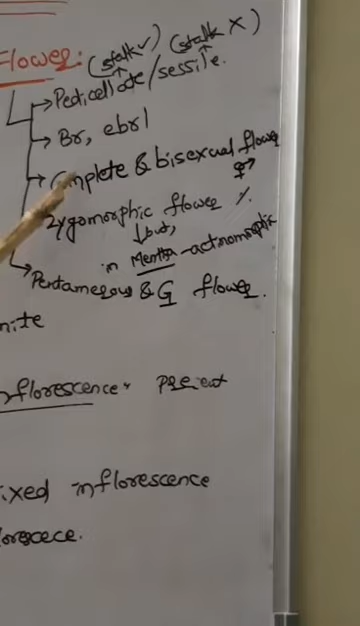 Flower: (stalk ✓) (stalk ✗)
Pedicellate/sessile.
Br, ebrl
Complete & bisexual flower ⚥
Zygomorphic flower %
but,
in Mentha - actinomorphic
Pentamerous & G flower.
nite
nflorescence. Present
ixed inflorescence
lorescece.